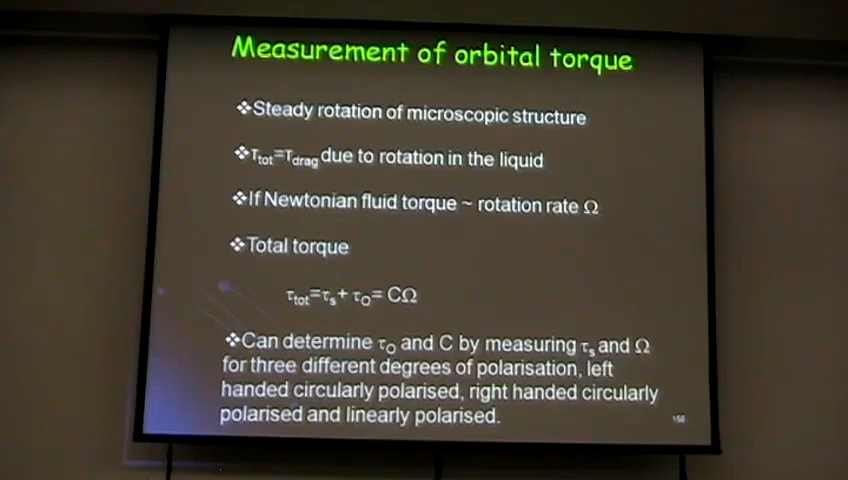 Measurement of orbital torque
❖Steady rotation of microscopic structure
❖τtot=τdrag due to rotation in the liquid
❖If Newtonian fluid torque ~ rotation rate Ω
❖Total torque
τtot=τs+ τO= CΩ
❖Can determine τO and C by measuring τs and Ω
for three different degrees of polarisation, left
handed circularly polarised, right handed circularly
polarised and linearly polarised.